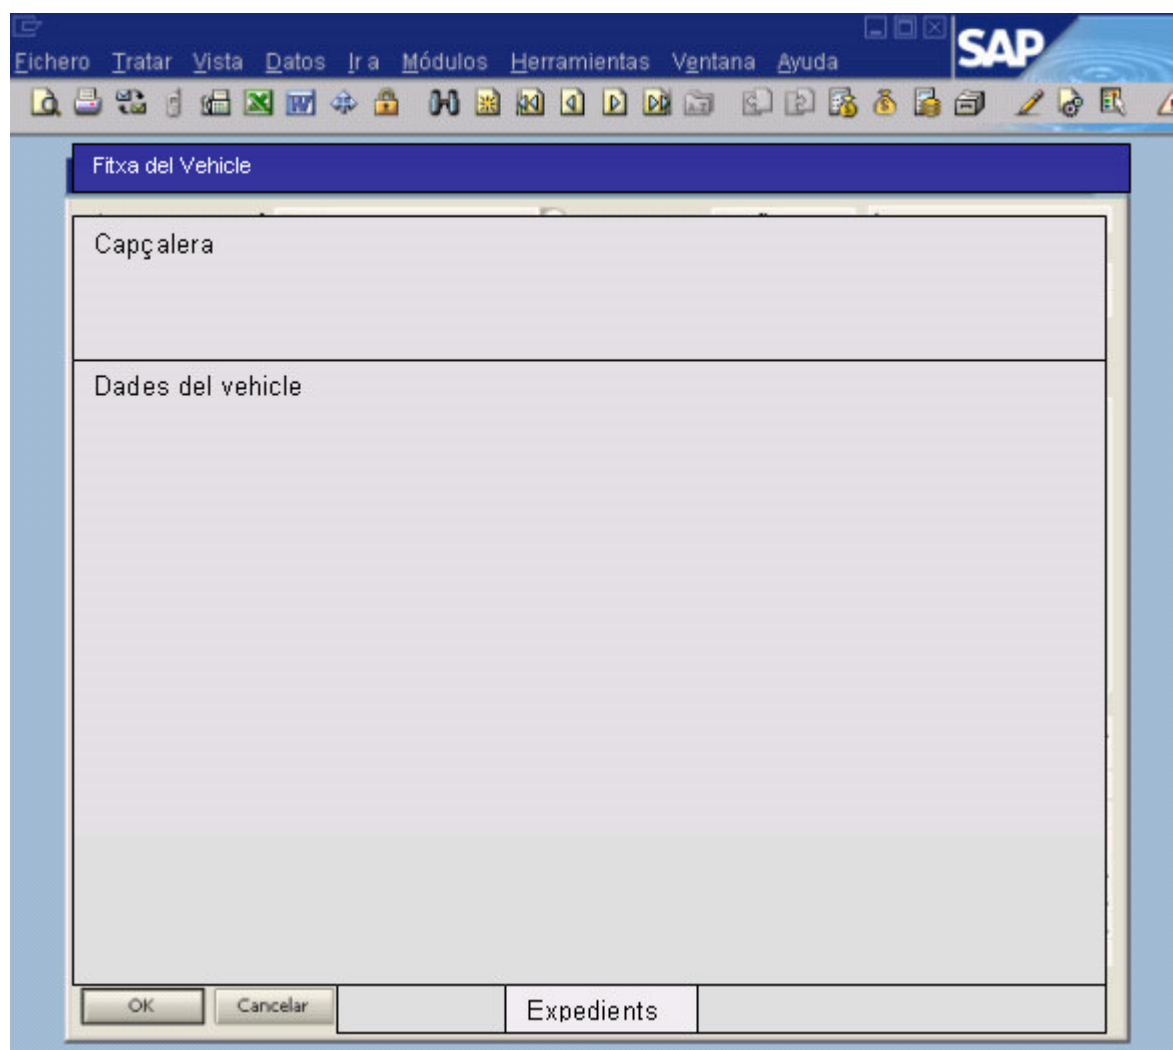 SAP
Fichero Tratar Vista Datos Ir a Módulos Herramientas Ventana Ayuda
Fitxa del Vehicle
Capçalera
Dades del vehicle
OK Cancelar Expedients